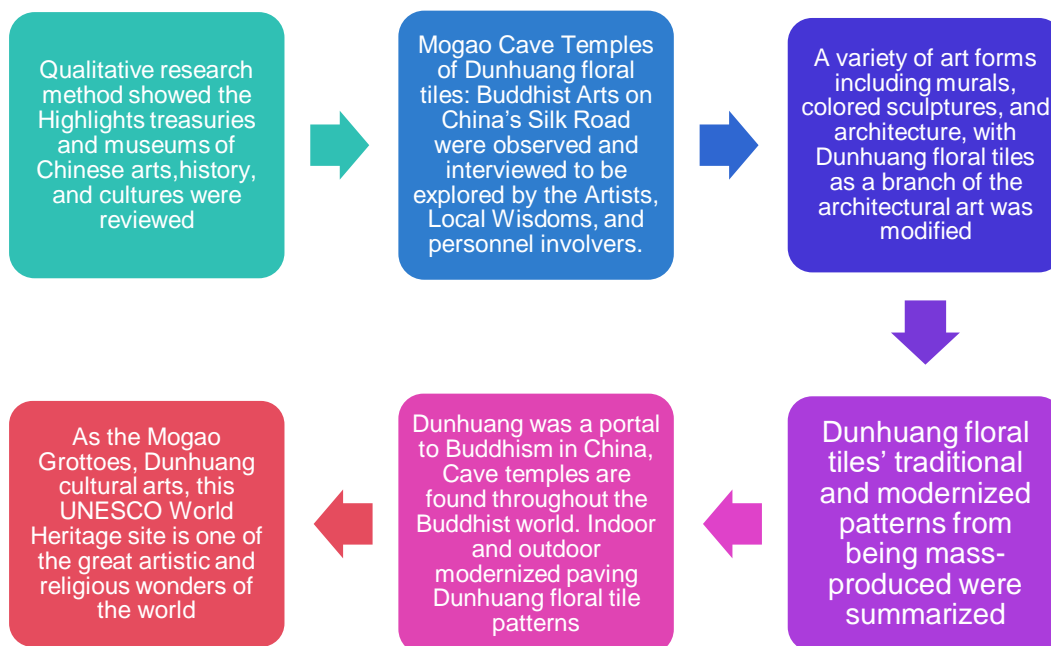 Qualitative research
method showed the
Highlights treasuries
and museums of
Chinese arts,history,
and cultures were
reviewed
Mogao Cave Temples
of Dunhuang floral
tiles: Buddhist Arts on
China’s Silk Road
were observed and
interviewed to be
explored by the Artists,
Local Wisdoms, and
personnel involvers.
A variety of art forms
including murals,
colored sculptures, and
architecture, with
Dunhuang floral tiles
as a branch of the
architectural art was
modified
Dunhuang floral
tiles’ traditional
and modernized
patterns from
being mass-
produced were
summarized
Dunhuang was a portal
to Buddhism in China,
Cave temples are
found throughout the
Buddhist world. Indoor
and outdoor
modernized paving
Dunhuang floral tile
patterns
As the Mogao
Grottoes, Dunhuang
cultural arts, this
UNESCO World
Heritage site is one of
the great artistic and
religious wonders of
the world